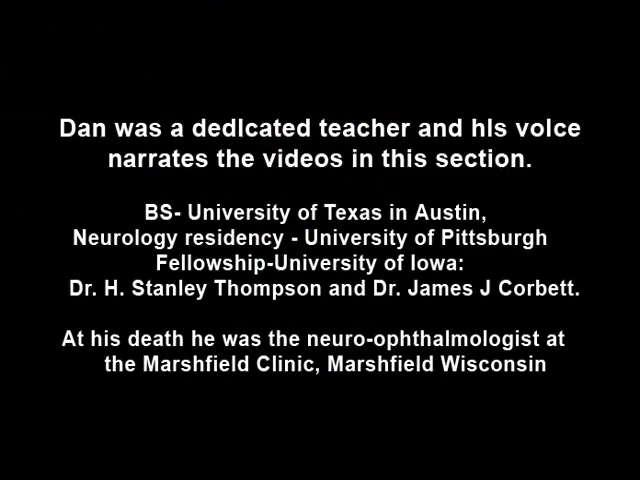 Dan was a dedicated teacher and his voice
narrates the videos in this section.
BS- University of Texas in Austin,
Neurology residency - University of Pittsburgh
Fellowship-University of Iowa:
Dr. H. Stanley Thompson and Dr. James J Corbett.
At his death he was the neuro-ophthalmologist at
the Marshfield Clinic, Marshfield Wisconsin